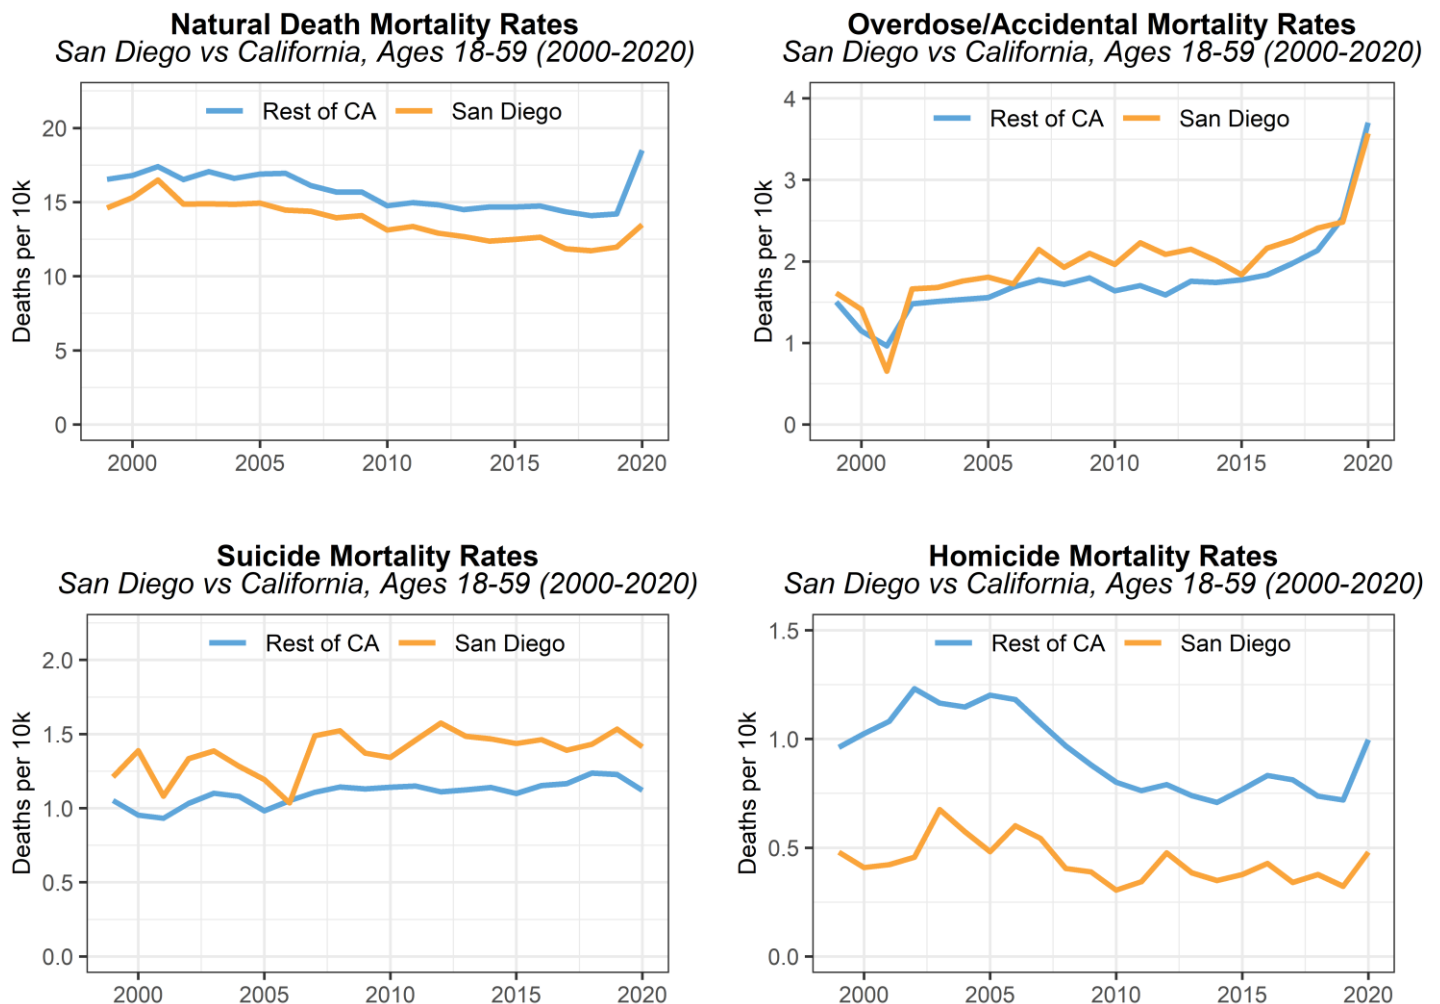 Natural Death Mortality Rates
San Diego vs California, Ages 18-59 (2000-2020)
Rest of CA San Diego
Deaths per 10k
20
15
10
5
0
2000 2005 2010 2015 2020
Overdose/Accidental Mortality Rates
San Diego vs California, Ages 18-59 (2000-2020)
Rest of CA San Diego
Deaths per 10k
4
3
2
1
0
2000 2005 2010 2015 2020
Suicide Mortality Rates
San Diego vs California, Ages 18-59 (2000-2020)
Rest of CA San Diego
Deaths per 10k
2.0
1.5
1.0
0.5
0.0
2000 2005 2010 2015 2020
Homicide Mortality Rates
San Diego vs California, Ages 18-59 (2000-2020)
Rest of CA San Diego
Deaths per 10k
1.5
1.0
0.5
0.0
2000 2005 2010 2015 2020